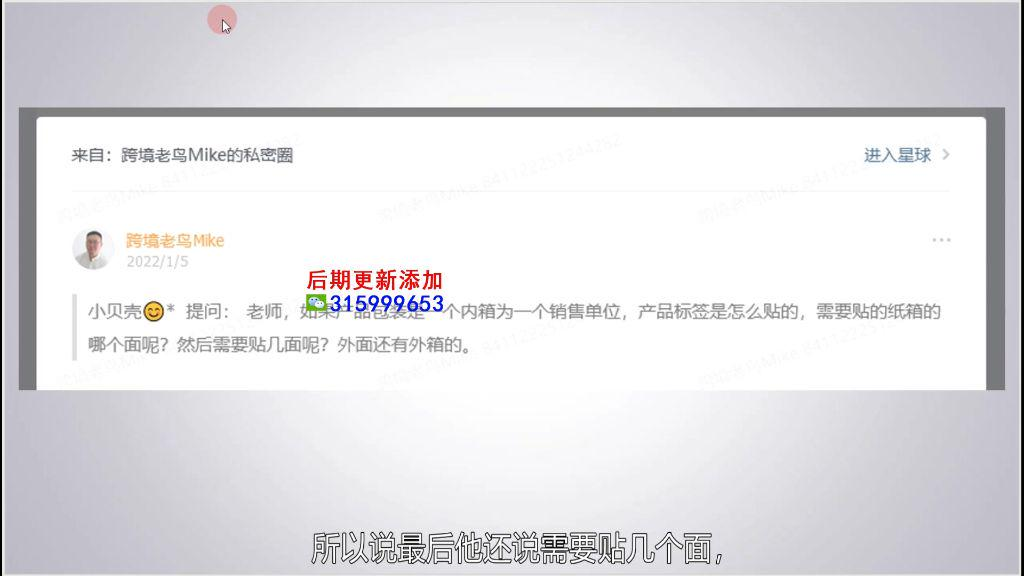 来自：跨境老鸟Mike的私密圈
进入星球
跨境老鸟Mike
2022/1/5
后期更新添加
315999653
小贝壳😊* 提问： 老师，如果产品包装是一个内箱为一个销售单位，产品标签是怎么贴的，需要贴的纸箱的
哪个面呢？然后需要贴几面呢？外面还有外箱的。
所以说最后他还说需要贴几个面，